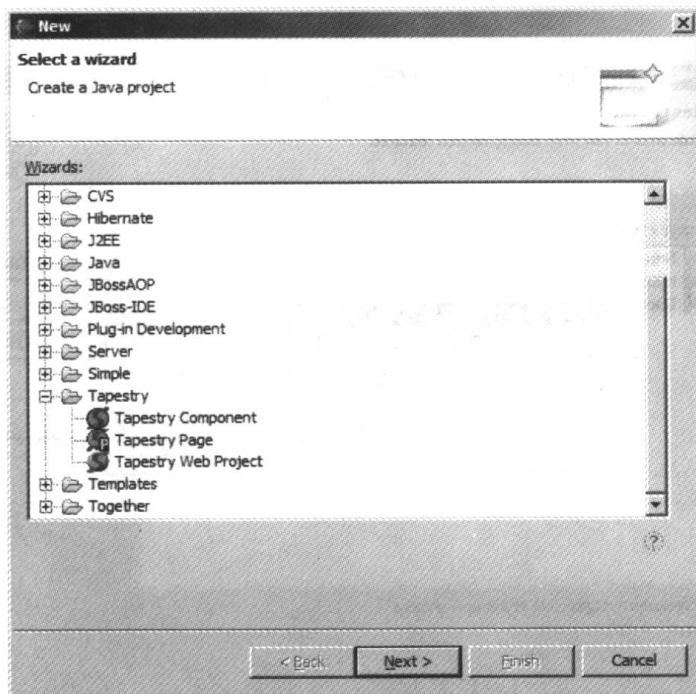 New
Select a wizard
Create a Java project
Wizards:
CVS
Hibernate
J2EE
Java
JBossAOP
JBoss-IDE
Plug-in Development
Server
Simple
Tapestry
Tapestry Component
Tapestry Page
Tapestry Web Project
Templates
Together
< Back Next > Finish Cancel